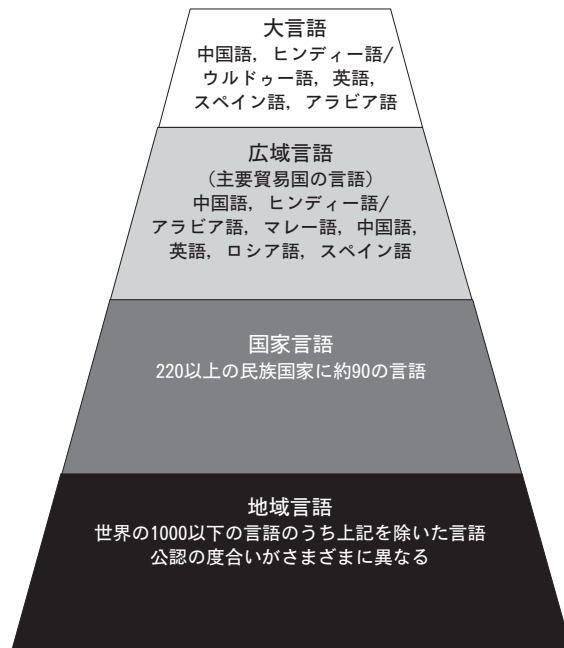 大言語
中国語, ヒンディー語/
ウルドゥー語, 英語,
スペイン語, アラビア語
広域言語
（主要貿易国の言語）
中国語, ヒンディー語/
アラビア語, マレー語, 中国語,
英語, ロシア語, スペイン語
国家言語
220以上の民族国家に約90の言語
地域言語
世界の1000以下の言語のうち上記を除いた言語
公認の度合いがさまざまに異なる